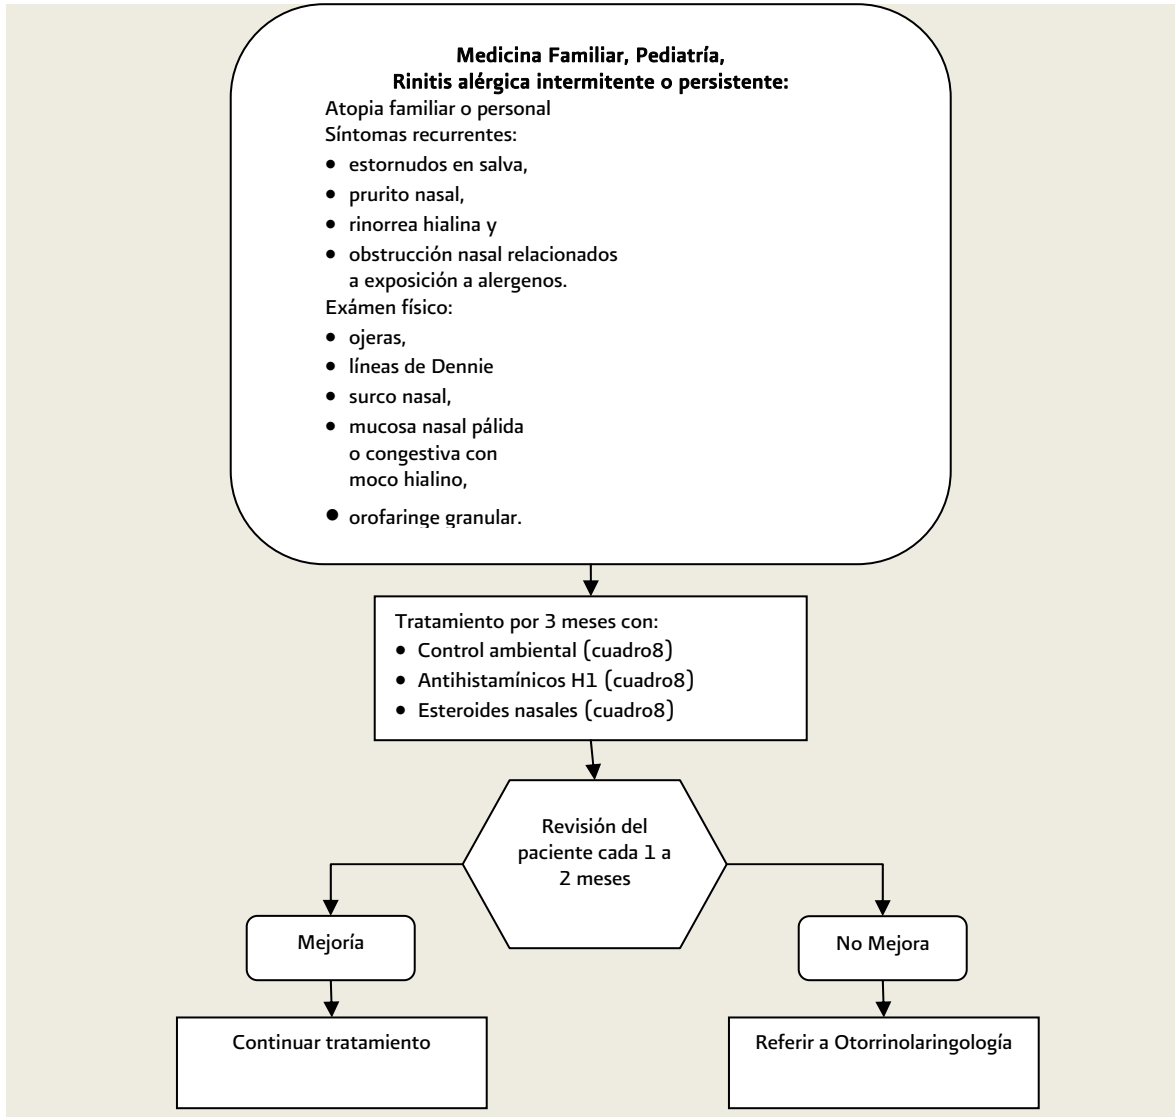 Medicina Familiar, Pediatría,
Rinitis alérgica intermitente o persistente:
Atopia familiar o personal
Síntomas recurrentes:
• estornudos en salva,
• prurito nasal,
• rinorrea hialina y
• obstrucción nasal relacionados
a exposición a alergenos.
Exámen físico:
• ojeras,
• líneas de Dennie
• surco nasal,
• mucosa nasal pálida
o congestiva con
moco hialino,
• orofaringe granular.
Tratamiento por 3 meses con:
• Control ambiental (cuadro8)
• Antihistamínicos H1 (cuadro8)
• Esteroides nasales (cuadro8)
Revisión del
paciente cada 1 a
2 meses
Mejoría
No Mejora
Continuar tratamiento
Referir a Otorrinolaringología